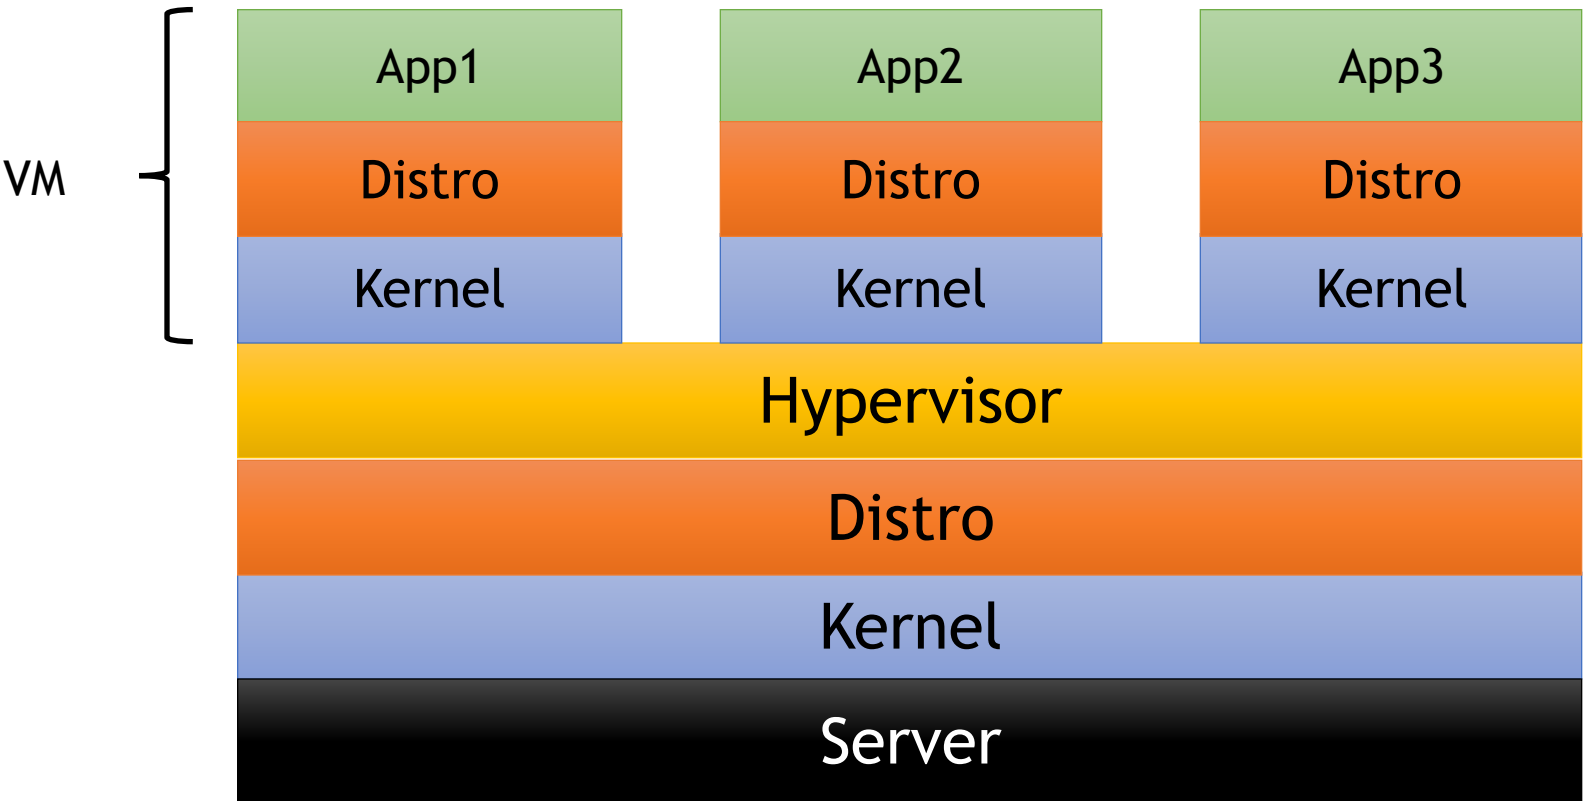 App1 App2 App3
VM Distro Distro Distro
Kernel Kernel Kernel
Hypervisor
Distro
Kernel
Server